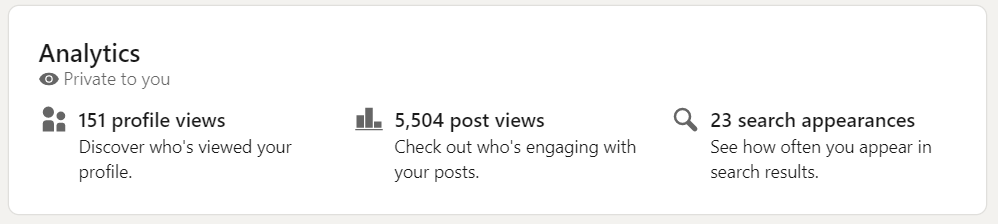 Analytics
Private to you
151 profile views
Discover who's viewed your
profile.
5,504 post views
Check out who's engaging with
your posts.
23 search appearances
See how often you appear in
search results.